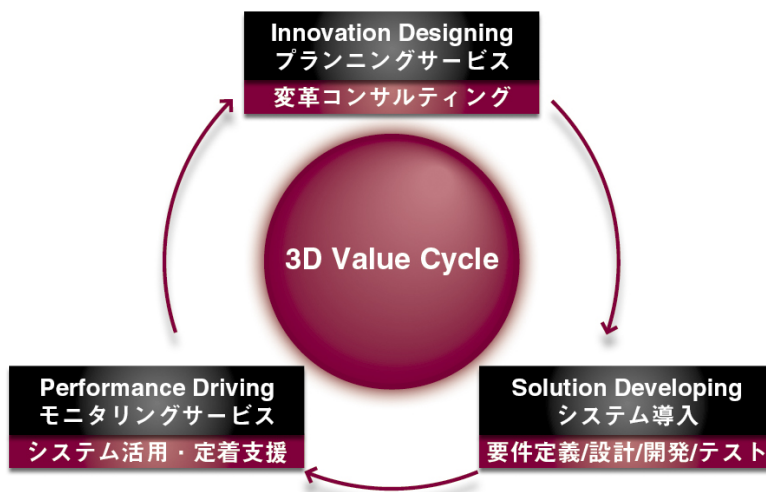 Innovation Designing
プランニングサービス
変革コンサルティング
3D Value Cycle
Performance Driving
モニタリングサービス
システム活用・定着支援
Solution Developing
システム導入
要件定義/設計/開発/テスト